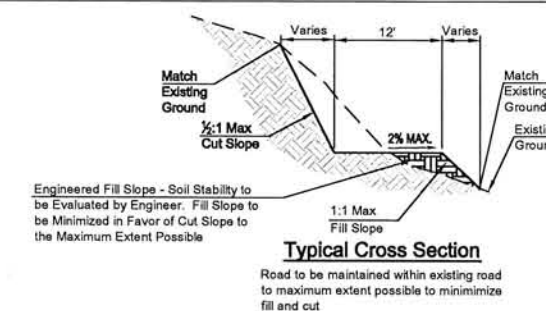 Varies
12'
Varies
Match
Existing
Ground
½:1 Max
Cut Slope
2% MAX.
Match
Existing
Ground
Engineered Fill Slope - Soil Stability to
be Evaluated by Engineer. Fill Slope to
be Minimized in Favor of Cut Slope to
the Maximum Extent Possible
1:1 Max
Fill Slope
Typical Cross Section
Road to be maintained within existing road
to maximum extent possible to minimimize
fill and cut